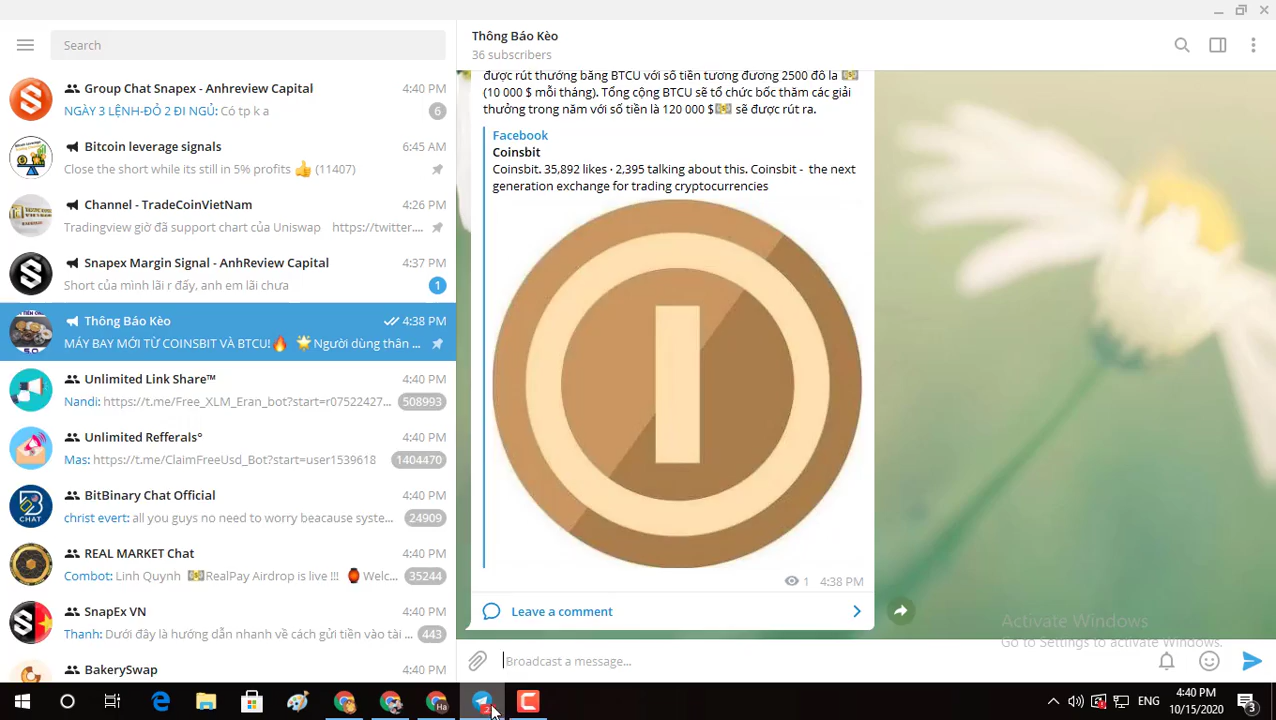 Search
Group Chat Snapex - Anhreview Capital
4:40 PM
NGÀY 3 LỆNH-ĐỎ 2 ĐI NGỦ: Có tp k a
6
Bitcoin leverage signals
6:45 AM
Close the short while its still in 5% profits 👍 (11407)
Channel - TradeCoinVietNam
4:26 PM
Tradingview giờ đã support chart của Uniswap https://twitter....
Snapex Margin Signal - AnhReview Capital
4:37 PM
Short của mình lãi r đấy, anh em lãi chưa
1
Thông Báo Kèo
4:38 PM
MÁY BAY MỚI TỪ COINSBIT VÀ BTCU!🔥 🌟Người dùng thân ...
Unlimited Link Share™
4:40 PM
Nandi: https://t.me/Free_XLM_Eran_bot?start=r07522427...
508993
Unlimited Refferals°
4:40 PM
Mas: https://t.me/ClaimFreeUsd_Bot?start=user1539618
1404470
BitBinary Chat Official
4:40 PM
christ evert: all you guys no need to worry beacause syste...
24909
REAL MARKET Chat
4:40 PM
Combot: Linh Quỳnh 💵RealPay Airdrop is live !!! 🏮Welc...
35244
SnapEx VN
4:40 PM
Thanh: Dưới đây là hướng dẫn nhanh về cách gửi tiền vào tài ...
443
BakerySwap
4:40 PM
Thông Báo Kèo
36 subscribers
được rút thưởng bằng BTCU với số tiền tương đương 2500 đô la 💵
(10 000 $ mỗi tháng). Tổng cộng BTCU sẽ tổ chức bốc thăm các giải
thưởng trong năm với số tiền là 120 000 $💵 sẽ được rút ra.
Facebook
Coinsbit
Coinsbit. 35,892 likes · 2,395 talking about this. Coinsbit - the next
generation exchange for trading cryptocurrencies
1 4:38 PM
Leave a comment
Activate Windows
Go to Settings to activate Windows.
Broadcast a message...
ENG
4:40 PM
10/15/2020
3